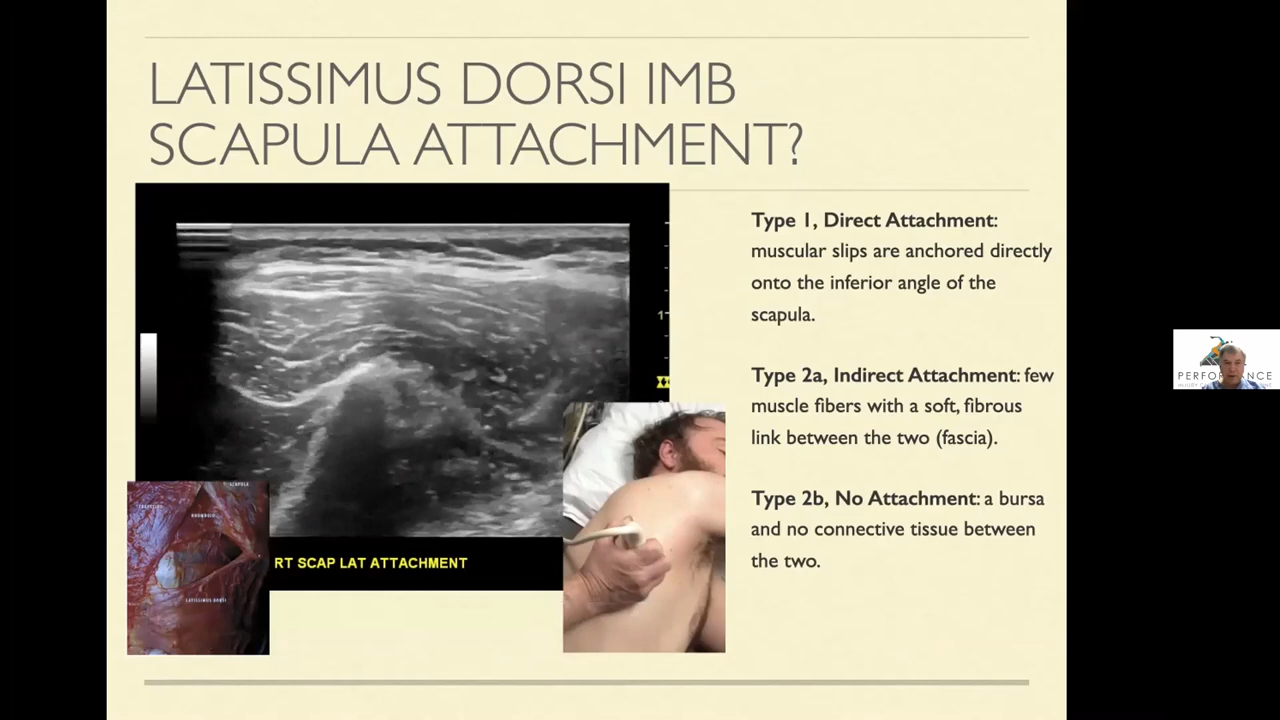 LATISSIMUS DORSI IMB
SCAPULA ATTACHMENT?
Type 1, Direct Attachment:
muscular slips are anchored directly
onto the inferior angle of the
scapula.
Type 2a, Indirect Attachment: few
muscle fibers with a soft, fibrous
link between the two (fascia).
Type 2b, No Attachment: a bursa
and no connective tissue between
the two.
1
RT SCAP LAT ATTACHMENT
SCAPULA
TRAPEZIUS
RHOMBOID
LATISSIMUS DORSI